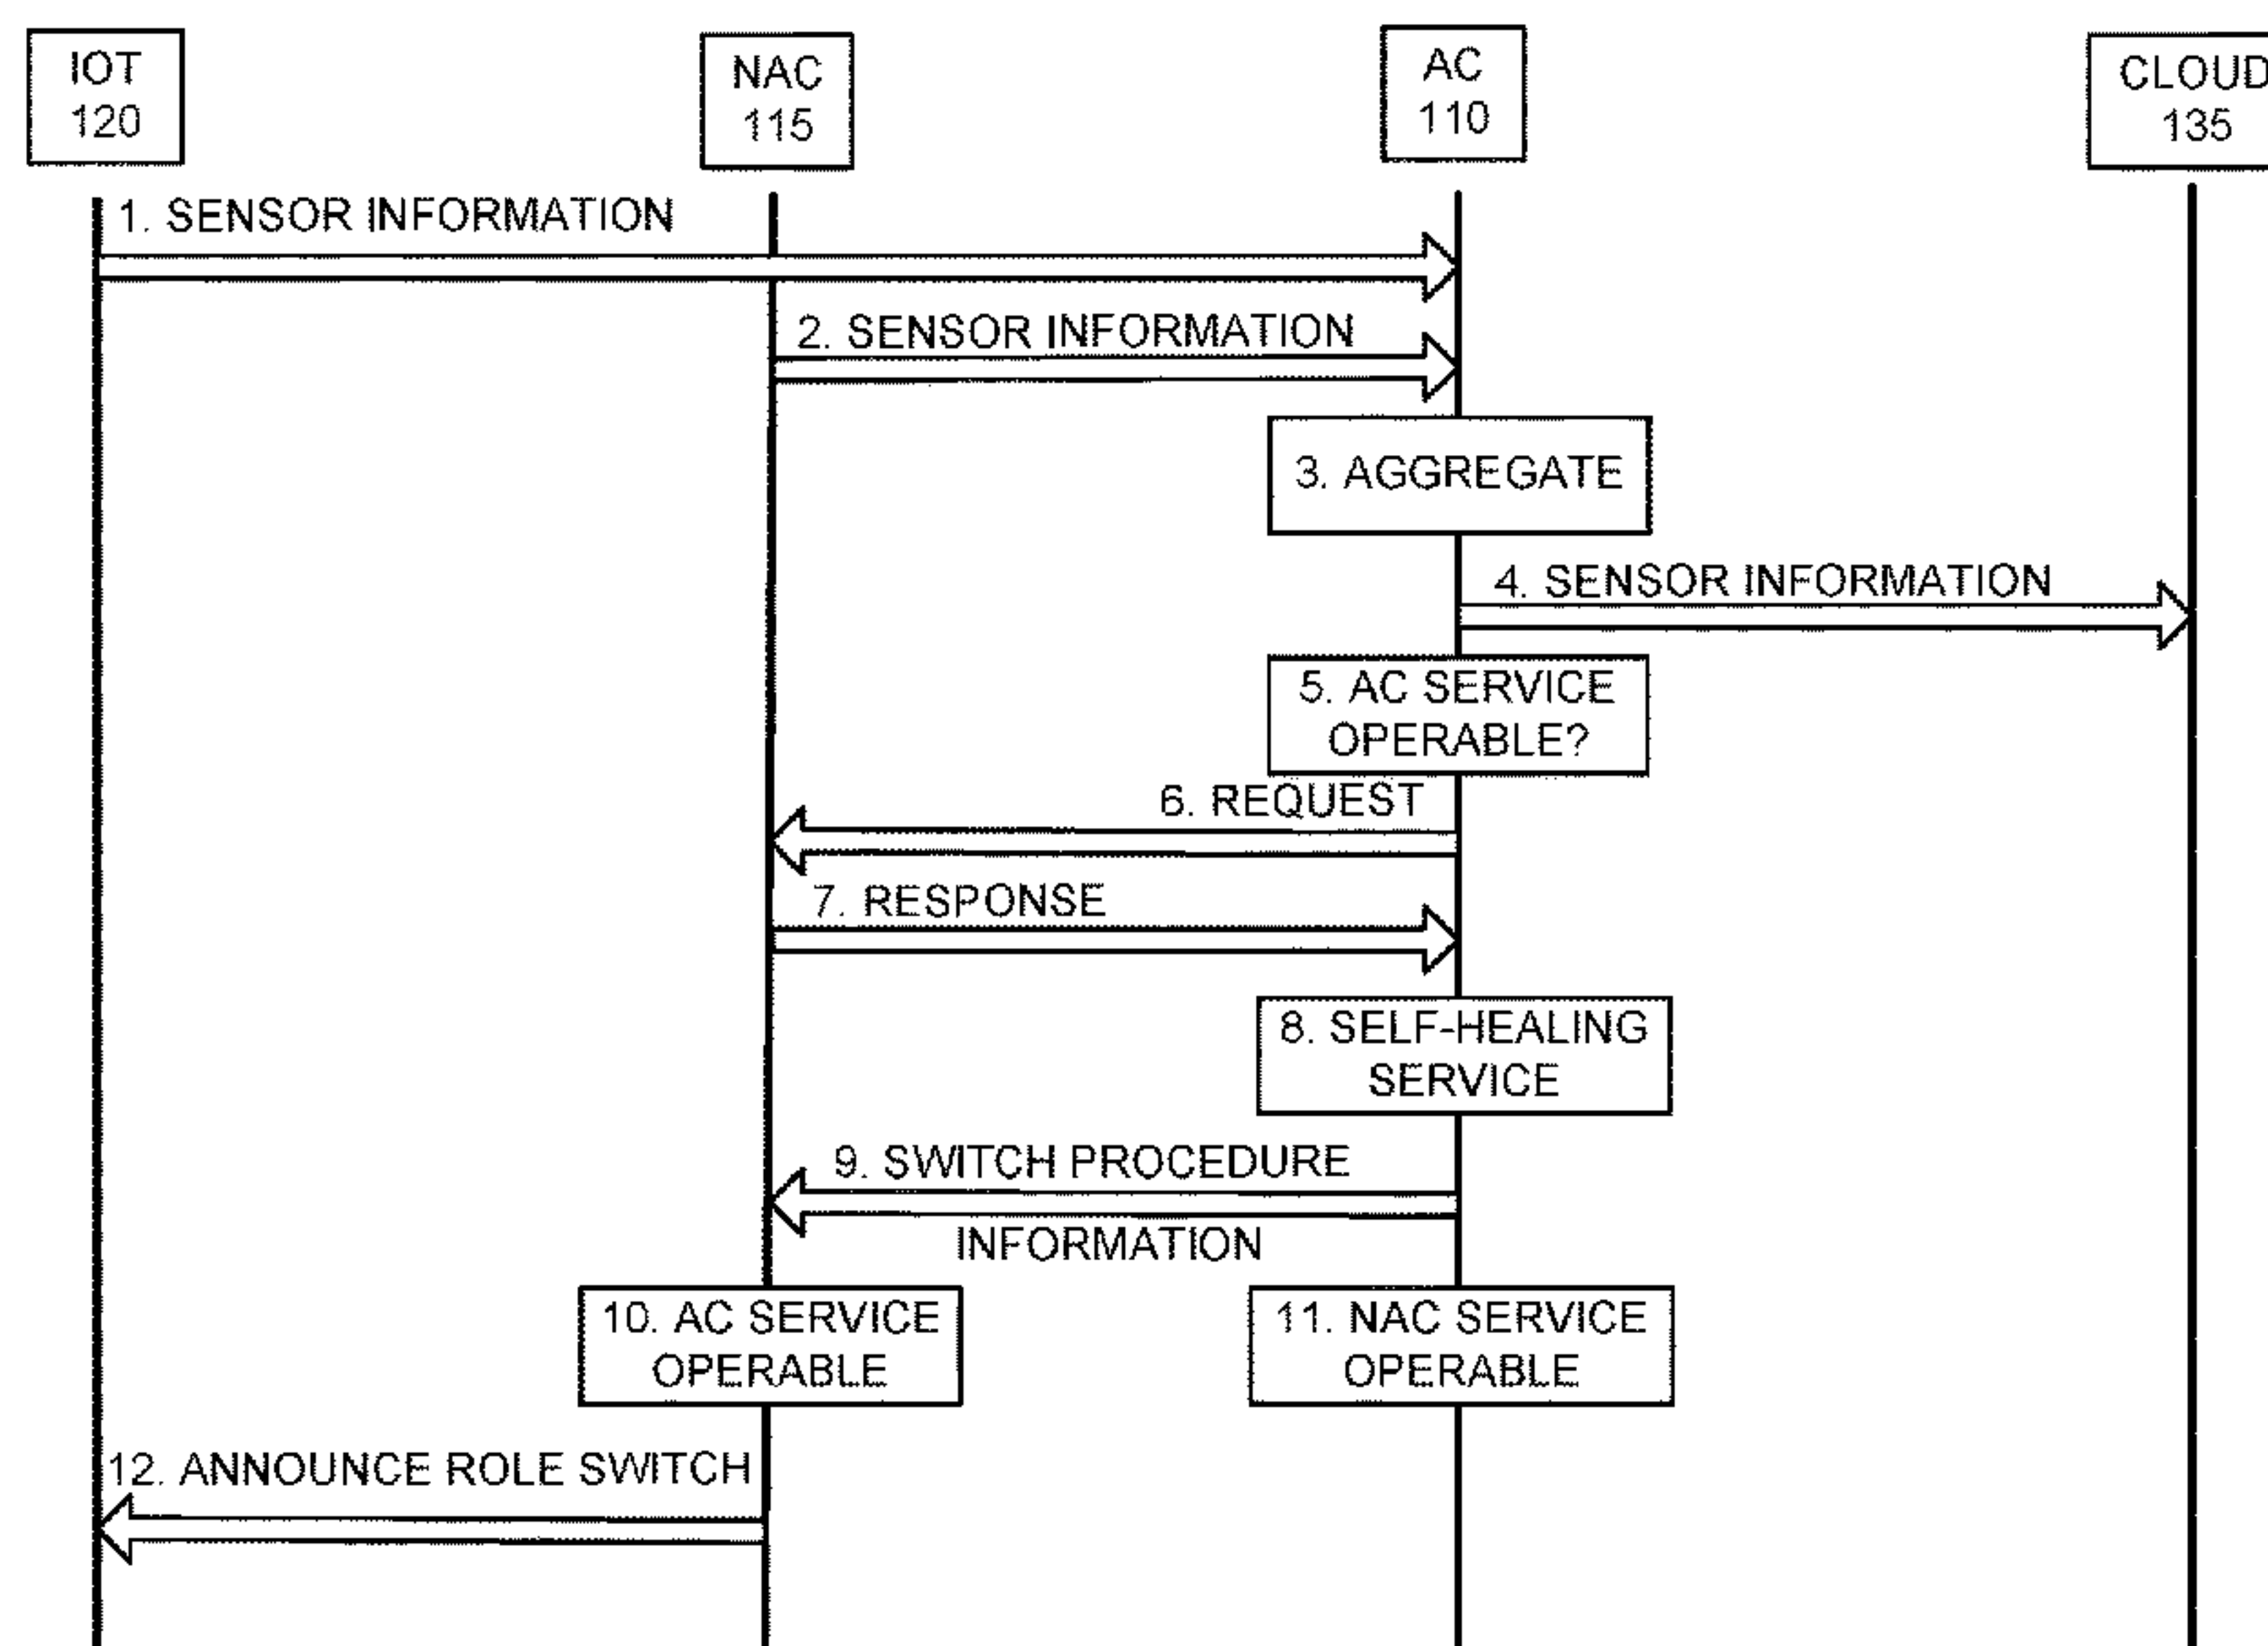 IOT
120
NAC
115
AC
110
CLOUD
135
1. SENSOR INFORMATION
2. SENSOR INFORMATION
3. AGGREGATE
4. SENSOR INFORMATION
5. AC SERVICE
OPERABLE?
6. REQUEST
7. RESPONSE
8. SELF-HEALING
SERVICE
9. SWITCH PROCEDURE
INFORMATION
10. AC SERVICE
OPERABLE
11. NAC SERVICE
OPERABLE
12. ANNOUNCE ROLE SWITCH